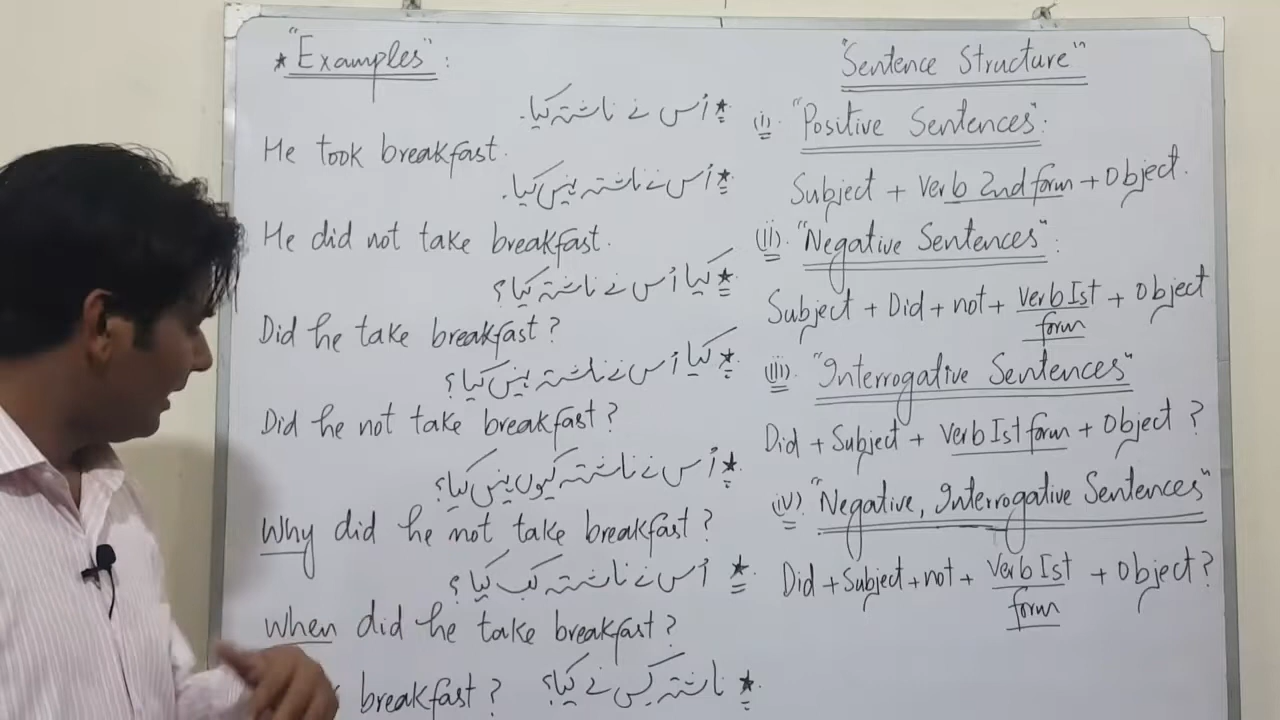 ★ "Examples" :
★ اُس نے ناشتہ کیا۔
He took breakfast.
★ اُس نے ناشتہ نہیں کیا۔
He did not take breakfast.
★ کیا اُس نے ناشتہ کیا؟
Did he take breakfast?
★ کیا اُس نے ناشتہ نہیں کیا؟
Did he not take breakfast?
★ اُس نے ناشتہ کیوں نہیں کیا؟
Why did he not take breakfast?
★ اُس نے ناشتہ کب کیا؟
When did he take breakfast?
★ ناشتہ کس نے کیا؟
breakfast?
"Sentence Structure"
(i). "Positive Sentences":
Subject + Verb 2nd form + Object.
(ii). "Negative Sentences":
Subject + Did + not + Verb Ist + Object
form
(iii). "Interrogative Sentences"
Did + Subject + Verb Ist form + Object ?
(iv). "Negative, Interrogative Sentences"
Did + Subject + not + Verb Ist + Object?
form